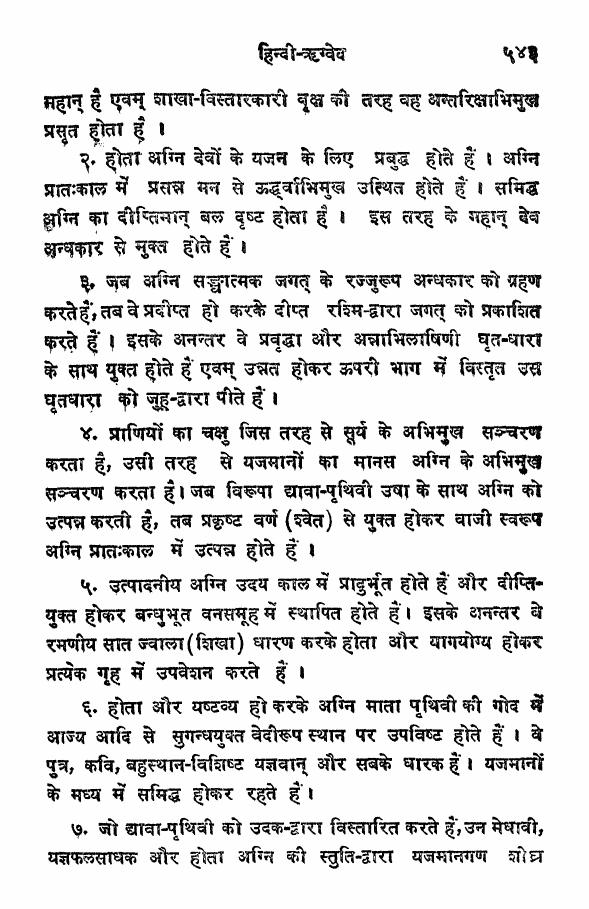 हिन्दी-ऋग्वेद ५४३
महान् हैं एवम् शाखा-विस्तारकारी वृक्ष की तरह वह अन्तरिक्षाभिमुख
प्रसृत होता है ।
२. होता अग्नि देवों के यजन के लिए प्रबुद्ध होते हैं । अग्नि
प्रातःकाल में प्रसन्न मन से ऊद्र्ध्वाभिमुख उत्थित होते हैं । समिद्ध
अग्नि का दीप्तिमान् बल दृष्ट होता है । इस तरह के महान् देव
अन्धकार से मुक्त होते हैं ।
३. जब अग्नि सङ्घात्मक जगत् के रज्जुरूप अन्धकार को ग्रहण
करते हैं, तब वे प्रदीप्त हो करके दीप्त रश्मि-द्वारा जगत् को प्रकाशित
करते हैं । इसके अनन्तर वे प्रवृद्धा और अन्नाभिलाषिणी घृत-धारा
के साथ युक्त होते हैं एवम् उन्नत होकर ऊपरी भाग में विस्तृत उस
घृतधारा को जुहू-द्वारा पीते हैं ।
४. प्राणियों का चक्षु जिस तरह से सूर्य के अभिमुख सञ्चरण
करता है, उसी तरह से यजमानों का मानस अग्नि के अभिमुख
सञ्चरण करता है। जब विरूपा द्यावा-पृथिवी उषा के साथ अग्नि को
उत्पन्न करती है, तब प्रकृष्ट वर्ण (श्वेत) से युक्त होकर वाजी स्वरूप
अग्नि प्रातःकाल में उत्पन्न होते हैं ।
५. उत्पादनीय अग्नि उदय काल में प्रादुर्भूत होते हैं और दीप्ति-
युक्त होकर बन्धुभूत वनसमूह में स्थापित होते हैं। इसके अनन्तर वे
रमणीय सात ज्वाला (शिखा) धारण करके होता और यागयोग्य होकर
प्रत्येक गृह में उपवेशन करते हैं ।
६. होता और यष्टव्य हो करके अग्नि माता पृथिवी की गोद में
आज्य आदि से सुगन्धयुक्त वेदीरूप स्थान पर उपविष्ट होते हैं । वे
युत्र, कवि, बहुस्थान-विशिष्ट यज्ञवान् और सबके धारक हैं। यजमानों
के मध्य में समिद्ध होकर रहते हैं।
७. जो द्यावा-पृथिवी को उदक-द्वारा विस्तारित करते हैं, उन मेधावी,
यज्ञफलसाधक और होता अग्नि की स्तुति-द्वारा यजमानगण शीघ्र